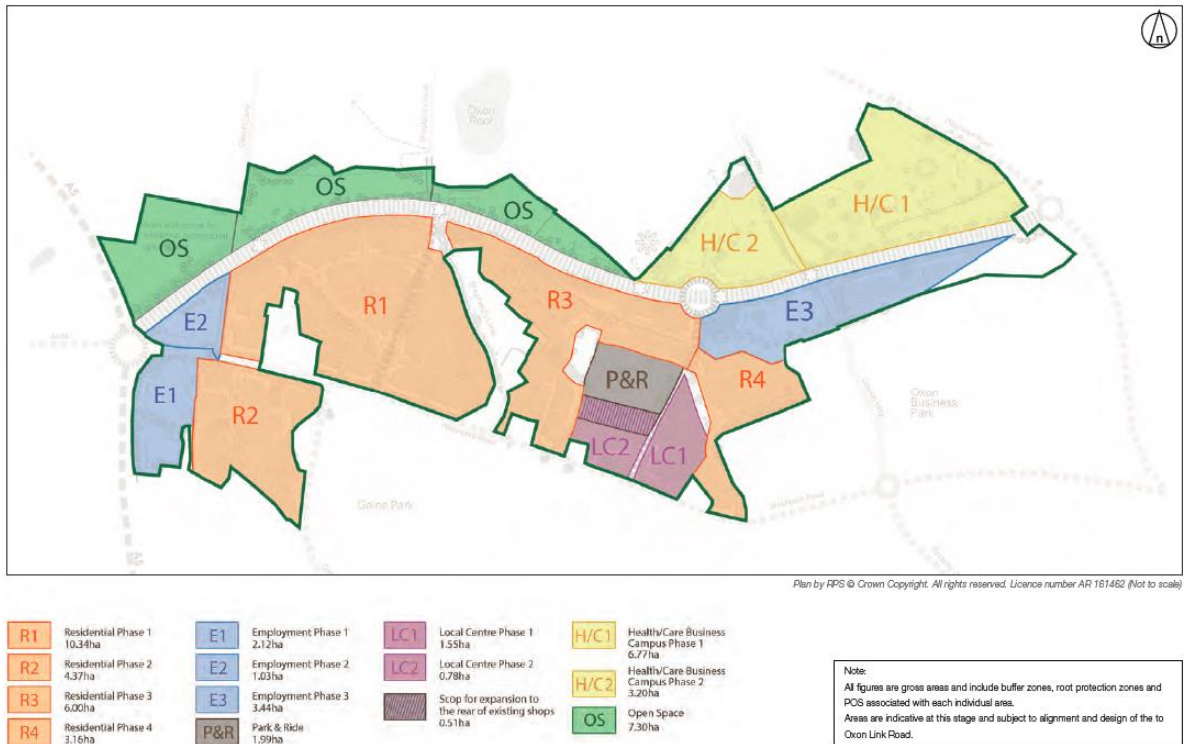 n
Oxon
Pool
A5
OS
OS
OS
H/C 1
H/C 2
E2
R1
R3
E3
E1
R2
P&R
R4
LC2
LC1
Oxon
Business
Park
Gains Park
A5
Plan by RPS © Crown Copyright. All rights reserved. Licence number AR 161462 (Not to scale)
R1 Residential Phase 1
10.34ha
R2 Residential Phase 2
4.37ha
R3 Residential Phase 3
6.00ha
R4 Residential Phase 4
3.16ha
E1 Employment Phase 1
2.12ha
E2 Employment Phase 2
1.03ha
E3 Employment Phase 3
3.44ha
P&R Park & Ride
1.99ha
LC1 Local Centre Phase 1
1.55ha
LC2 Local Centre Phase 2
0.78ha
Scop for expansion to
the rear of existing shops
0.51ha
H/C1 Health/Care Business
Campus Phase 1
6.77ha
H/C2 Health/Care Business
Campus Phase 2
3.20ha
OS Open Space
7.30ha
Note:
All figures are gross areas and include buffer zones, root protection zones and
POS associated with each individual area.
Areas are indicative at this stage and subject to alignment and design of the to
Oxon Link Road.